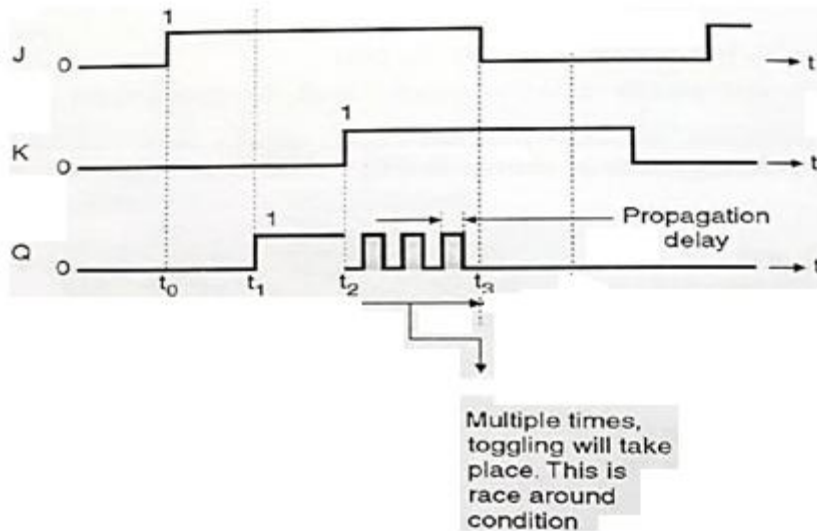 1
J
0
t
1
K
0
t
1
Propagation
delay
Q
0
t
t₀
t₁
t₂
t₃
Multiple times,
toggling will take
place. This is
race around
condition